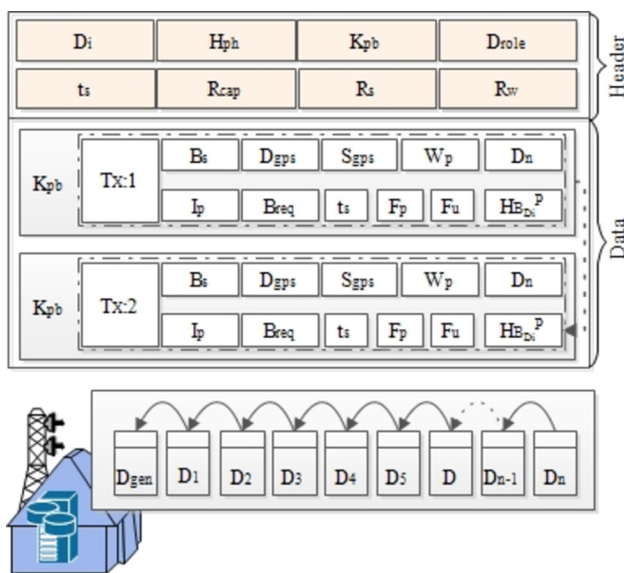 Di Hph Kpb Drole
ts Rcap Rs Rw
Header
Kpb Tx:1 Bs Dgps Sgps Wp Dn
Ip Breq ts Fp Fu HBDi^P
Kpb Tx:2 Bs Dgps Sgps Wp Dn
Ip Breq ts Fp Fu HBDi^P
Data
Dgen D1 D2 D3 D4 D5 D Dn-1 Dn